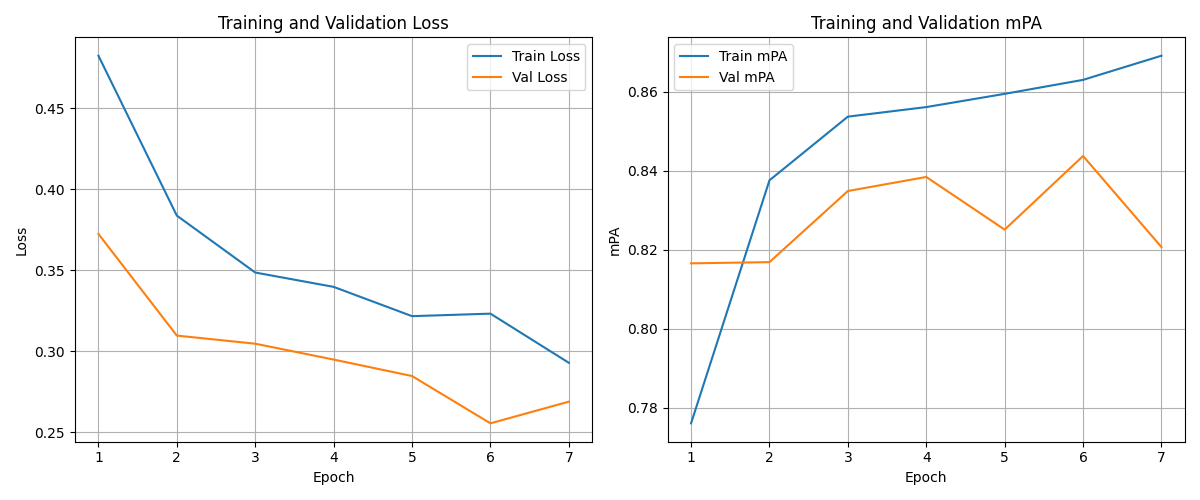 Training and Validation Loss
Train Loss
Val Loss
0.45
0.40
0.35
0.30
0.25
Loss
1 2 3 4 5 6 7
Epoch
Training and Validation mPA
Train mPA
Val mPA
0.86
0.84
0.82
0.80
0.78
mPA
1 2 3 4 5 6 7
Epoch